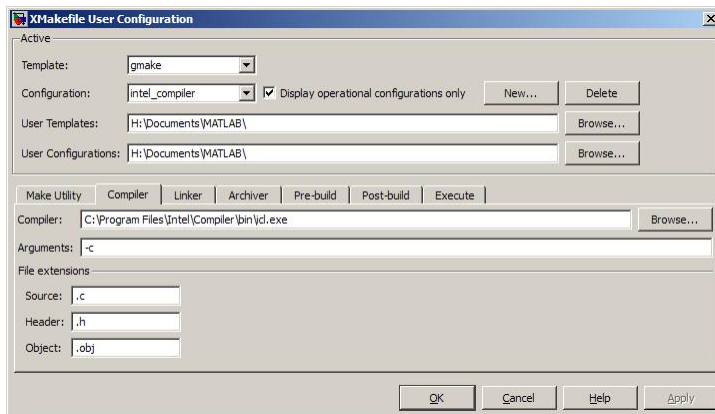 XMakefile User Configuration
Active
Template: gmake
Configuration: intel_compiler Display operational configurations only New... Delete
User Templates: H:\Documents\MATLAB\ Browse...
User Configurations: H:\Documents\MATLAB\ Browse...
Make Utility Compiler Linker Archiver Pre-build Post-build Execute
Compiler: C:\Program Files\Intel\Compiler\bin\icl.exe Browse...
Arguments: -c
File extensions
Source: .c
Header: .h
Object: .obj
OK Cancel Help Apply